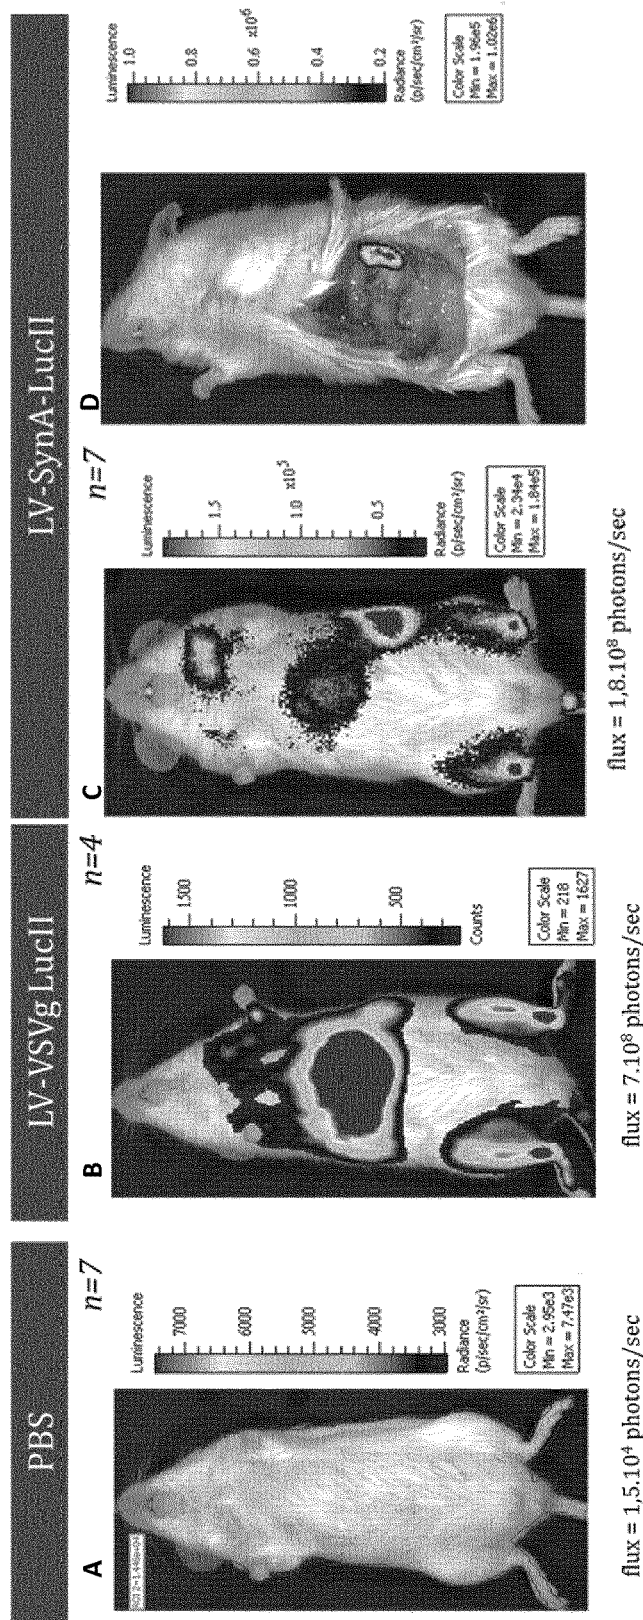 PBS
n=7
A
Luminescence
7000
6000
5000
4000
3000
Radiance
(p/sec/cm²/sr)
Color Scale
Min = 2.95e3
Max = 7.47e3
flux = 1,5.10⁴ photons/sec
LV-VSVg LucII
n=4
B
Luminescence
1500
1000
500
Counts
Color Scale
Min = 218
Max = 1627
flux = 7.10⁸ photons/sec
LV-SynA-LucII
n=7
C
Luminescence
1.5
1.0
x10⁵
0.5
Radiance
(p/sec/cm²/sr)
Color Scale
Min = 2.34e4
Max = 1.84e5
flux = 1,8.10⁸ photons/sec
D
Luminescence
1.0
0.8
0.6
x10⁶
0.4
0.2
Radiance
(p/sec/cm²/sr)
Color Scale
Min = 1.96e5
Max = 1.02e6